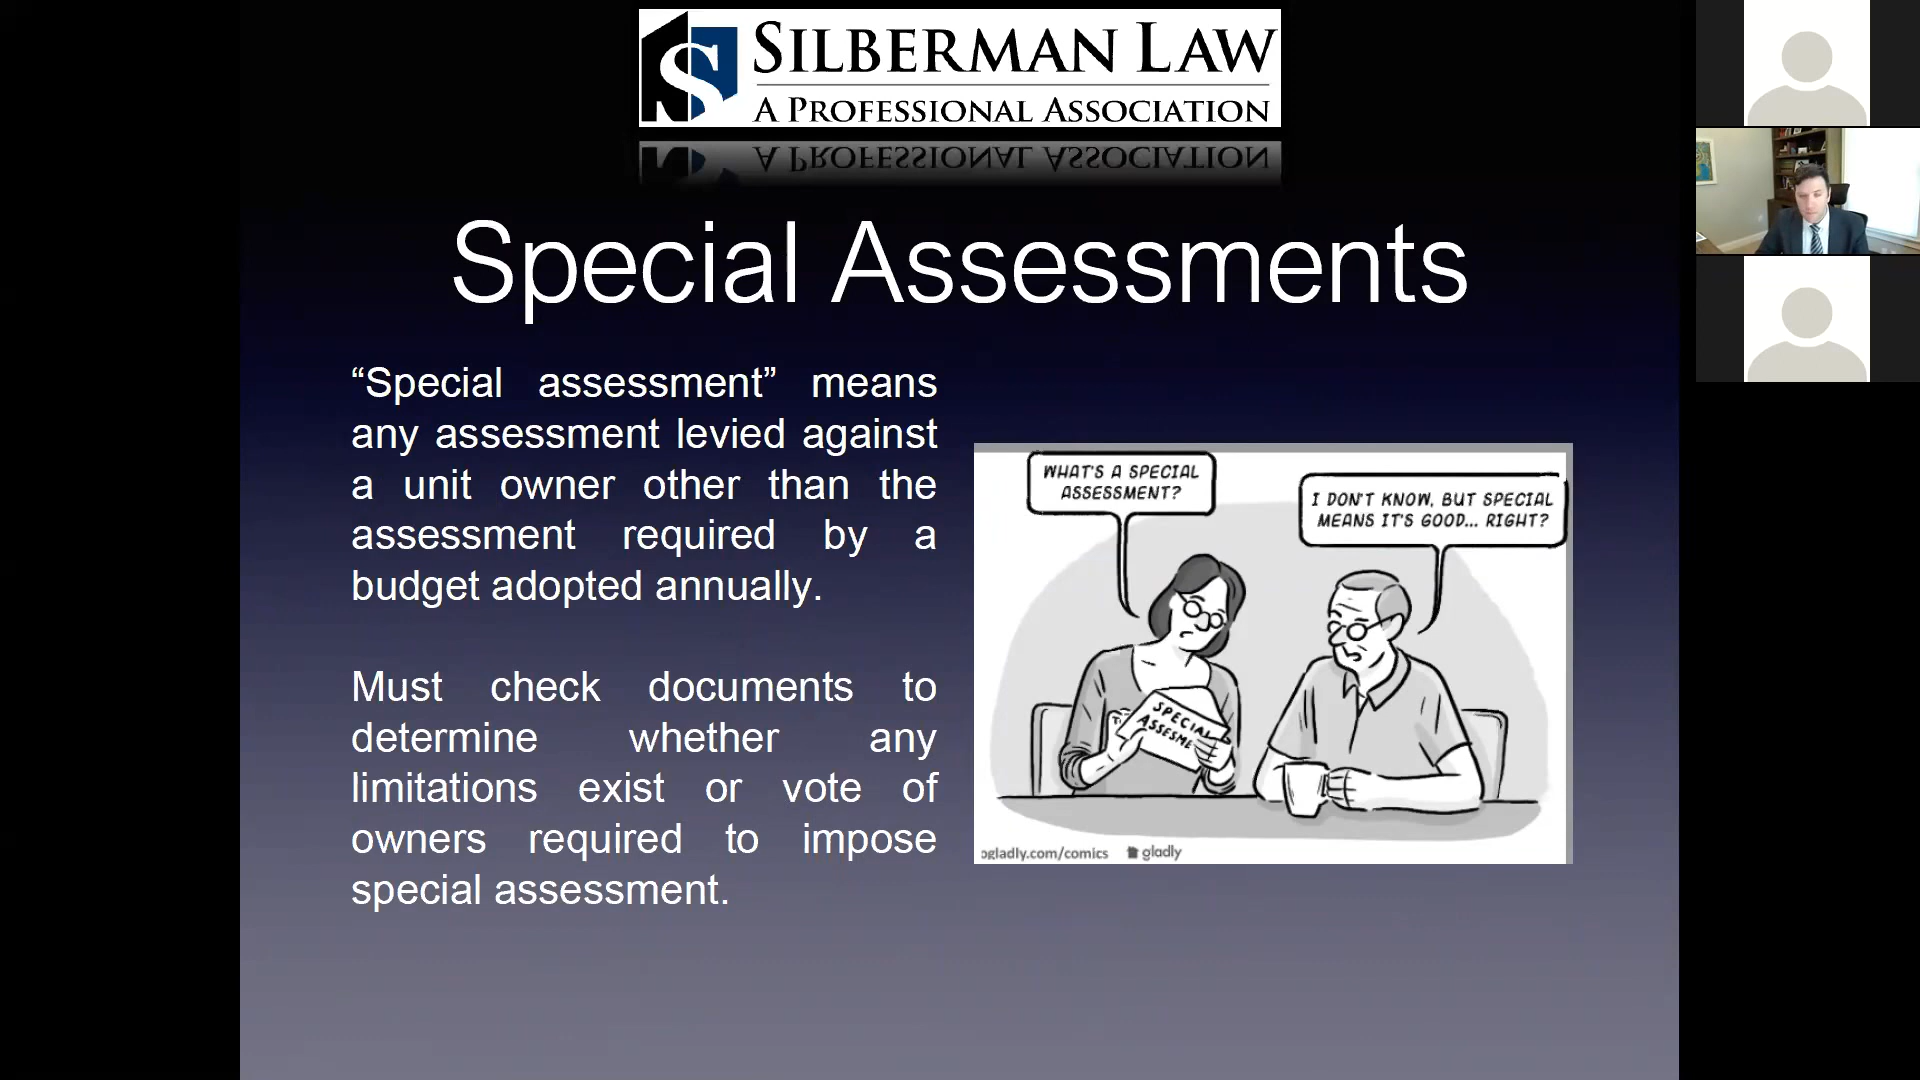 SILBERMAN LAW
A PROFESSIONAL ASSOCIATION
Special Assessments
“Special assessment” means
any assessment levied against
a unit owner other than the
assessment required by a
budget adopted annually.
Must check documents to
determine whether any
limitations exist or vote of
owners required to impose
special assessment.
WHAT'S A SPECIAL
ASSESSMENT?
I DON'T KNOW, BUT SPECIAL
MEANS IT'S GOOD... RIGHT?
SPECIAL
ASSESME
ogladly.com/comics gladly